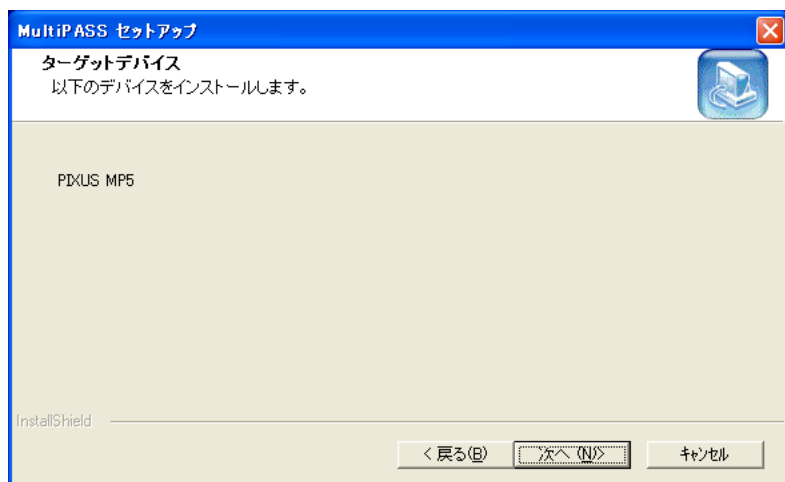 MultiPASS セットアップ
ターゲットデバイス
以下のデバイスをインストールします。
PIXUS MP5
InstallShield
< 戻る(B) 次へ (N)> キャンセル